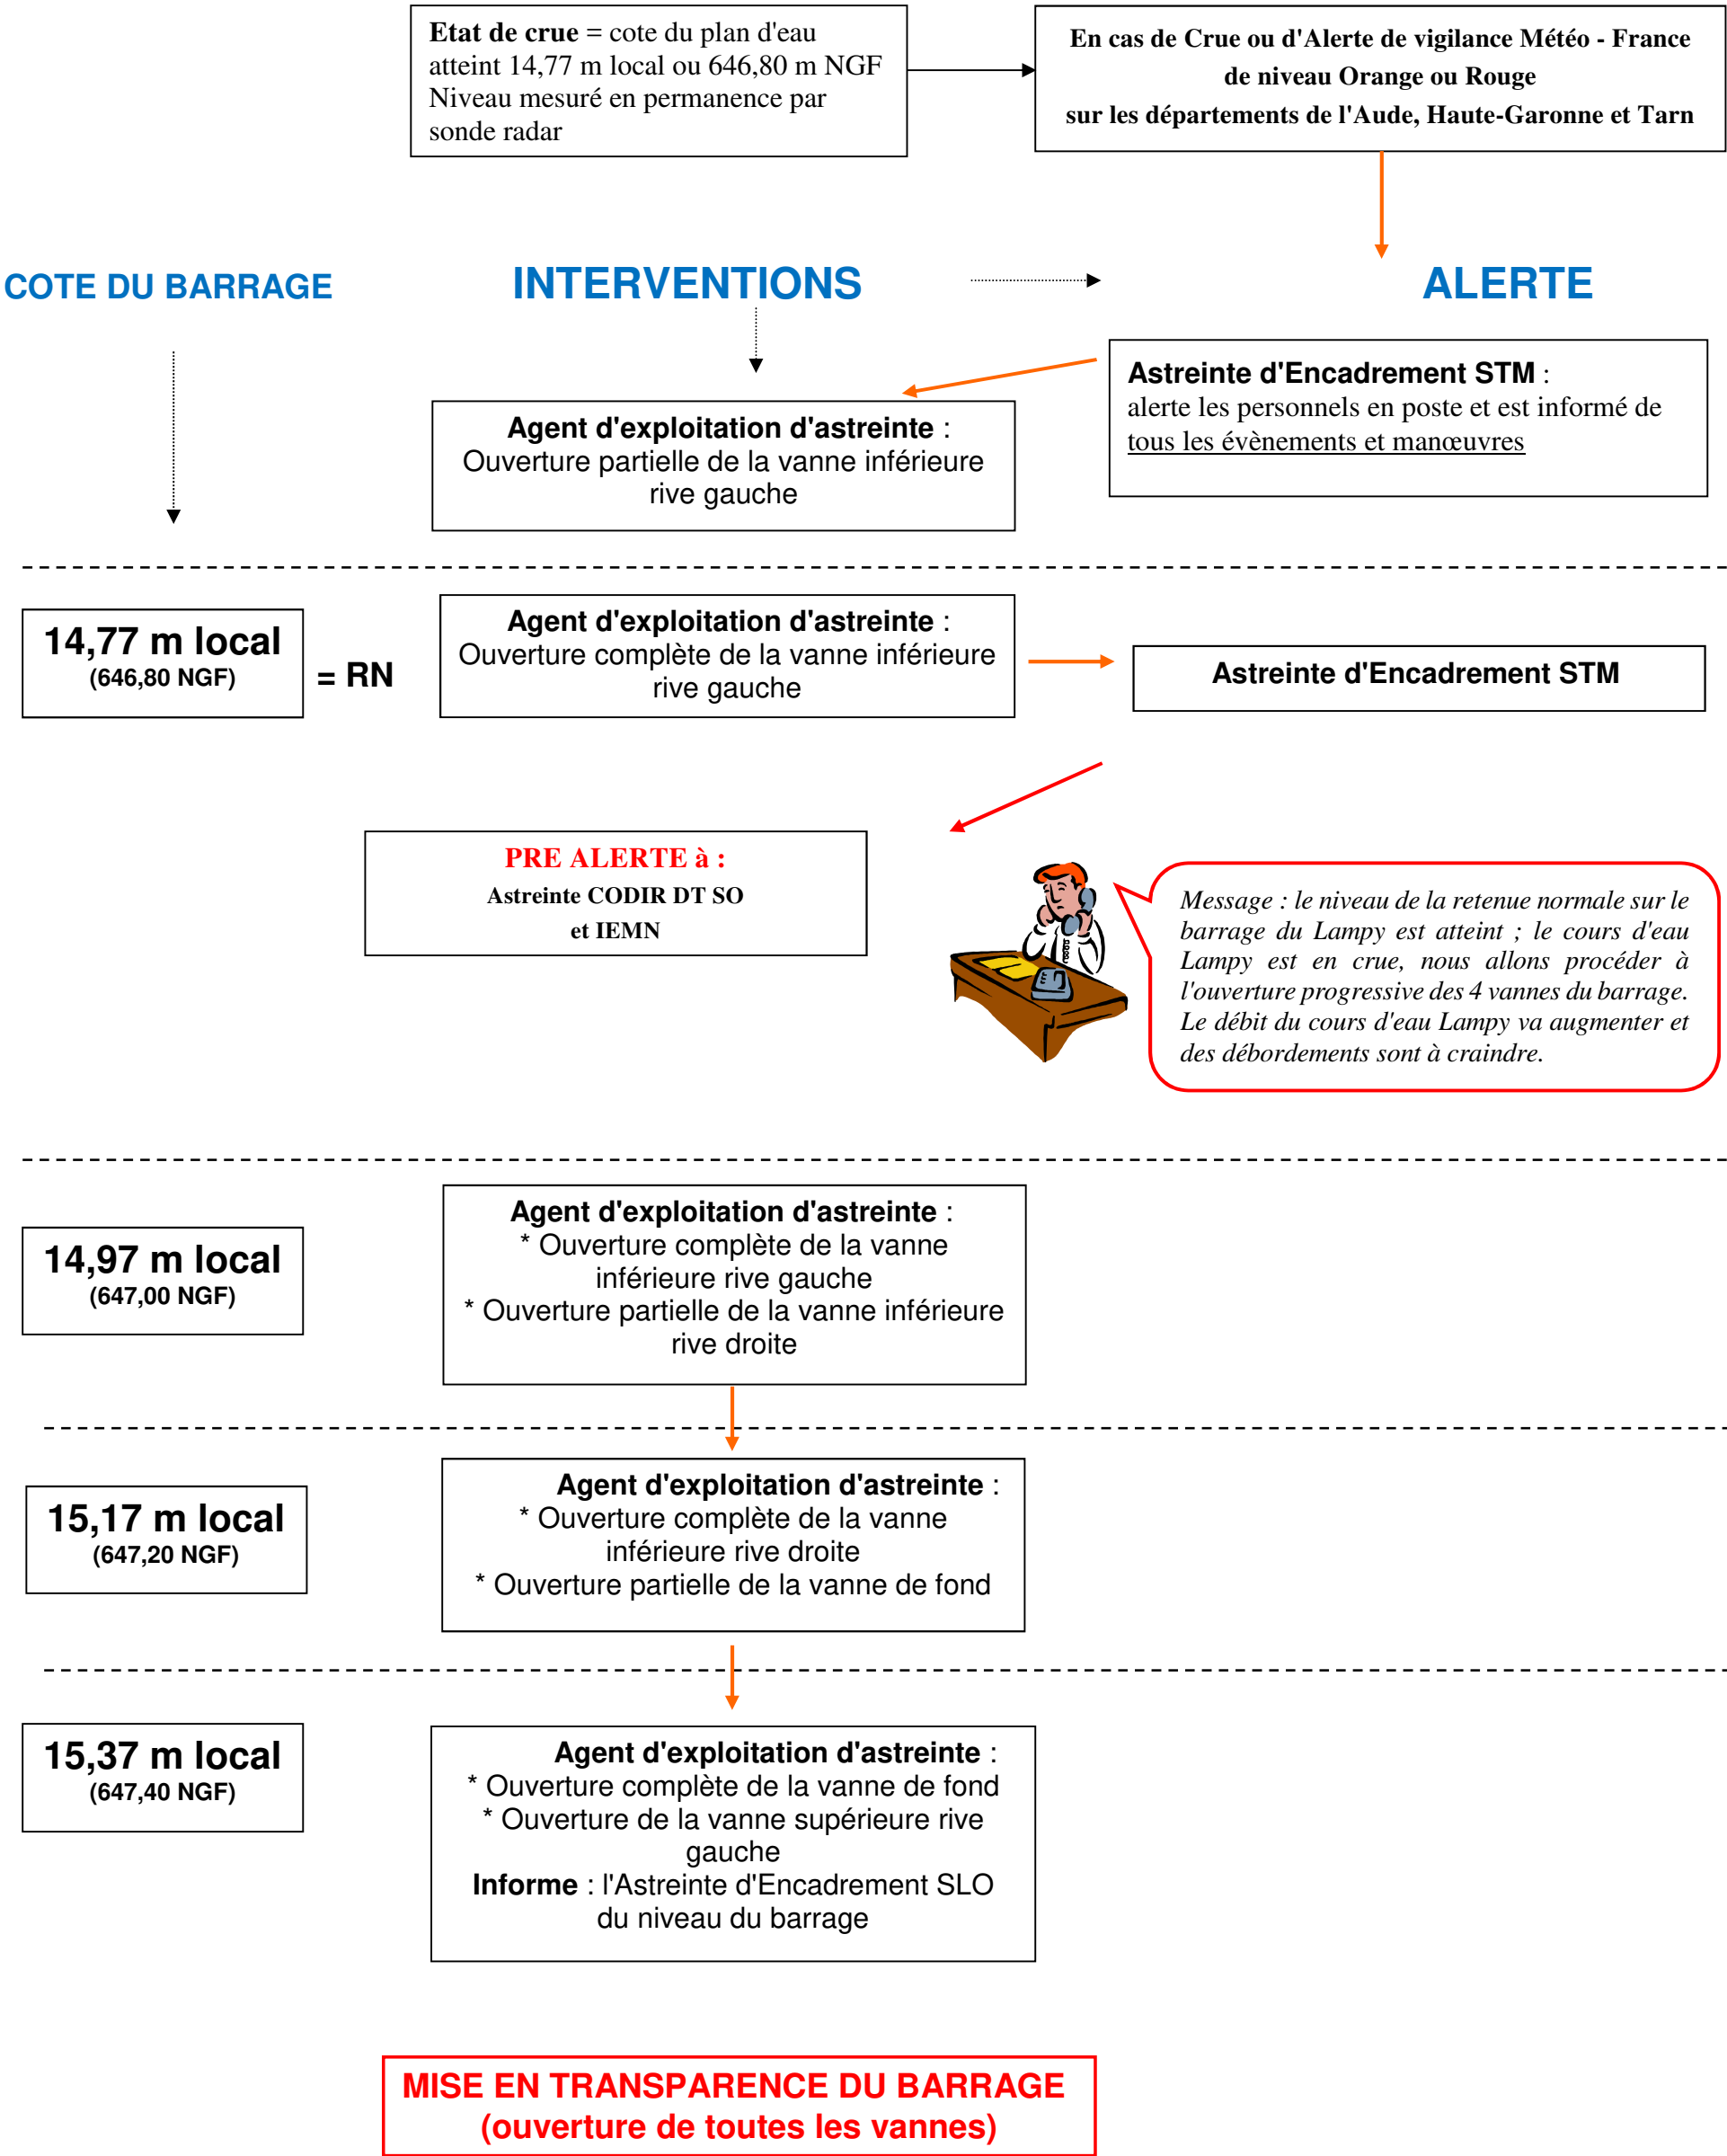 Etat de crue = cote du plan d'eau
atteint 14,77 m local ou 646,80 m NGF
Niveau mesuré en permanence par
sonde radar
En cas de Crue ou d'Alerte de vigilance Météo - France
de niveau Orange ou Rouge
sur les départements de l'Aude, Haute-Garonne et Tarn
COTE DU BARRAGE
INTERVENTIONS
ALERTE
Astreinte d'Encadrement STM :
alerte les personnels en poste et est informé de
tous les évènements et manœuvres
Agent d'exploitation d'astreinte :
Ouverture partielle de la vanne inférieure
rive gauche
14,77 m local
(646,80 NGF)
= RN
Agent d'exploitation d'astreinte :
Ouverture complète de la vanne inférieure
rive gauche
Astreinte d'Encadrement STM
PRE ALERTE à :
Astreinte CODIR DT SO
et IEMN
Message : le niveau de la retenue normale sur le
barrage du Lampy est atteint ; le cours d'eau
Lampy est en crue, nous allons procéder à
l'ouverture progressive des 4 vannes du barrage.
Le débit du cours d'eau Lampy va augmenter et
des débordements sont à craindre.
14,97 m local
(647,00 NGF)
Agent d'exploitation d'astreinte :
* Ouverture complète de la vanne
inférieure rive gauche
* Ouverture partielle de la vanne inférieure
rive droite
15,17 m local
(647,20 NGF)
Agent d'exploitation d'astreinte :
* Ouverture complète de la vanne
inférieure rive droite
* Ouverture partielle de la vanne de fond
15,37 m local
(647,40 NGF)
Agent d'exploitation d'astreinte :
* Ouverture complète de la vanne de fond
* Ouverture de la vanne supérieure rive
gauche
Informe : l'Astreinte d'Encadrement SLO
du niveau du barrage
MISE EN TRANSPARENCE DU BARRAGE
(ouverture de toutes les vannes)